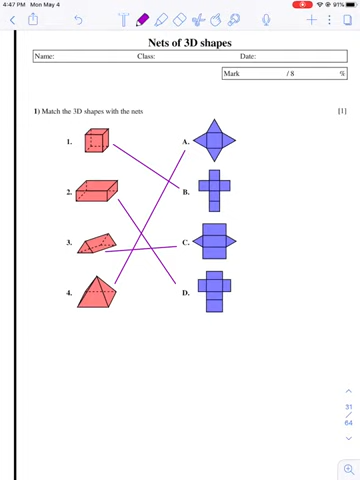 4:47 PM Mon May 4
91%
Nets of 3D shapes
Name: Class: Date:
Mark / 8 %
1) Match the 3D shapes with the nets [1]
1. A.
2. B.
3. C.
4. D.
31
64